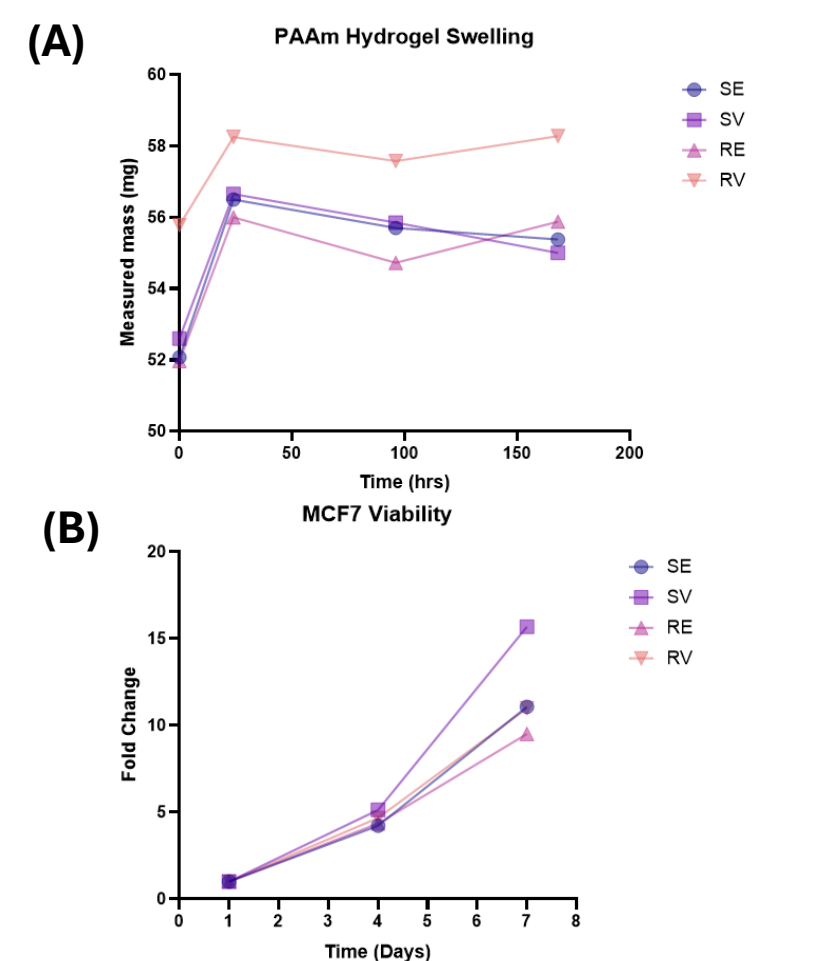 (A)
PAAm Hydrogel Swelling
60
58
56
54
52
50
Measured mass (mg)
0 50 100 150 200
Time (hrs)
SE
SV
RE
RV
(B)
MCF7 Viability
20
15
10
5
0
Fold Change
0 1 2 3 4 5 6 7 8
Time (Days)
SE
SV
RE
RV